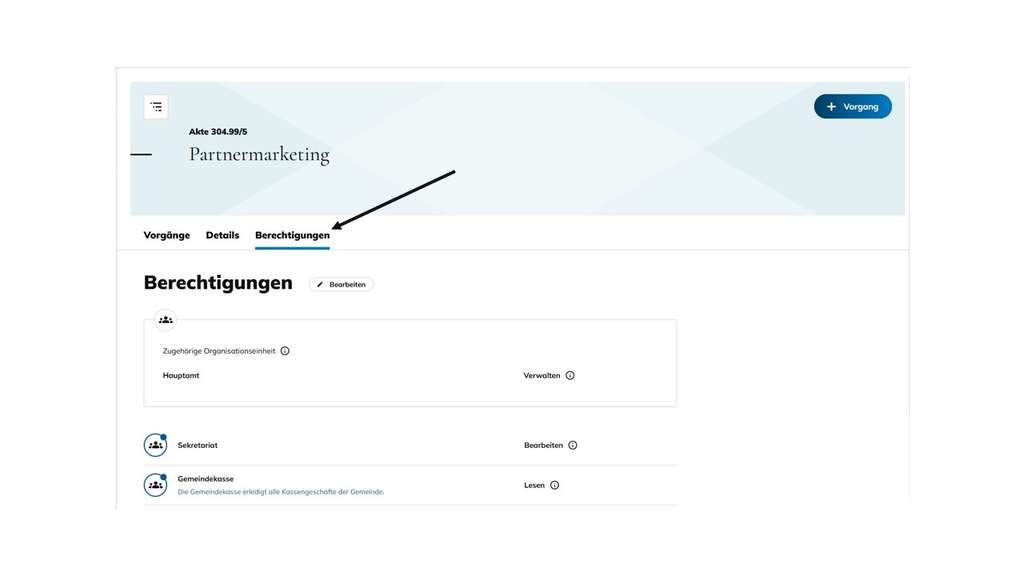 + Vorgang
Akte 304.99/5
Partnermarketing
Vorgänge Details Berechtigungen
Berechtigungen Bearbeiten
Zugehörige Organisationseinheit
Hauptamt Verwalten
Sekretariat Bearbeiten
Gemeindekasse
Die Gemeindekasse erledigt alle Kassengeschäfte der Gemeinde.
Lesen